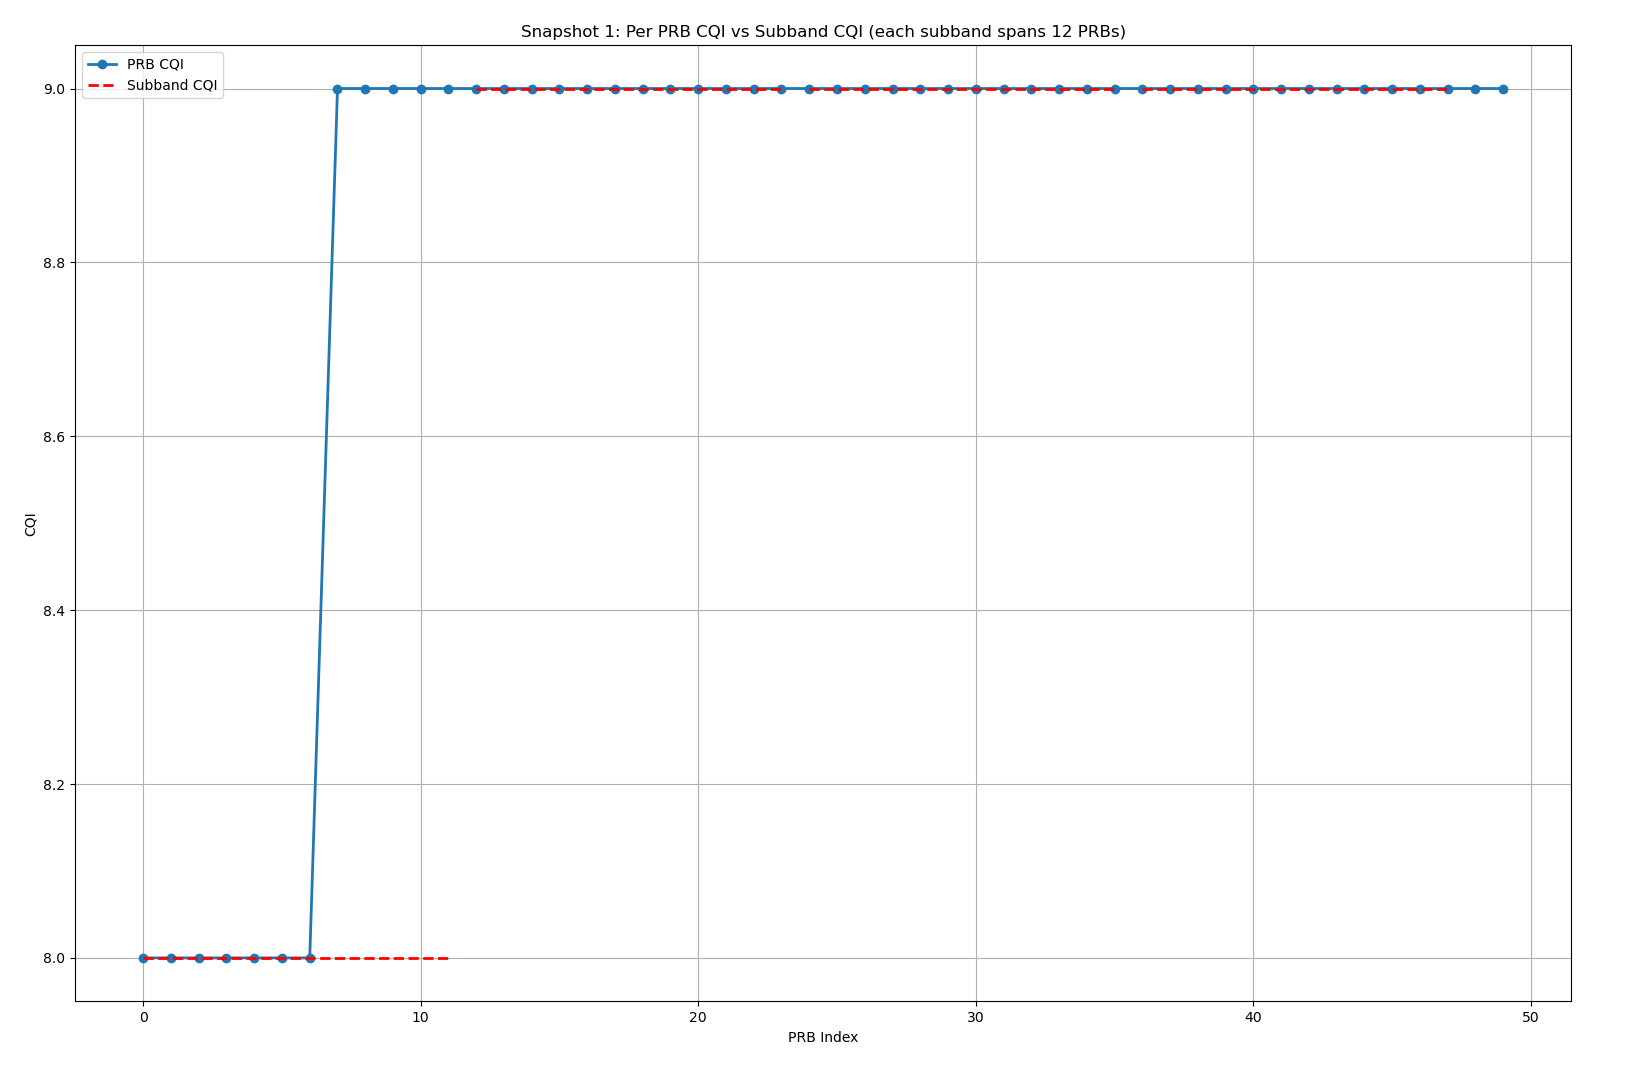 Snapshot 1: Per PRB CQI vs Subband CQI (each subband spans 12 PRBs)
PRB CQI
Subband CQI
9.0
8.8
8.6
8.4
8.2
8.0
CQI
0 10 20 30 40 50
PRB Index